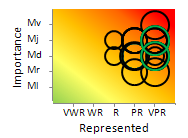 Importance
Mv
Mj
Md
Mr
Ml
VWR WR R PR VPR
Represented